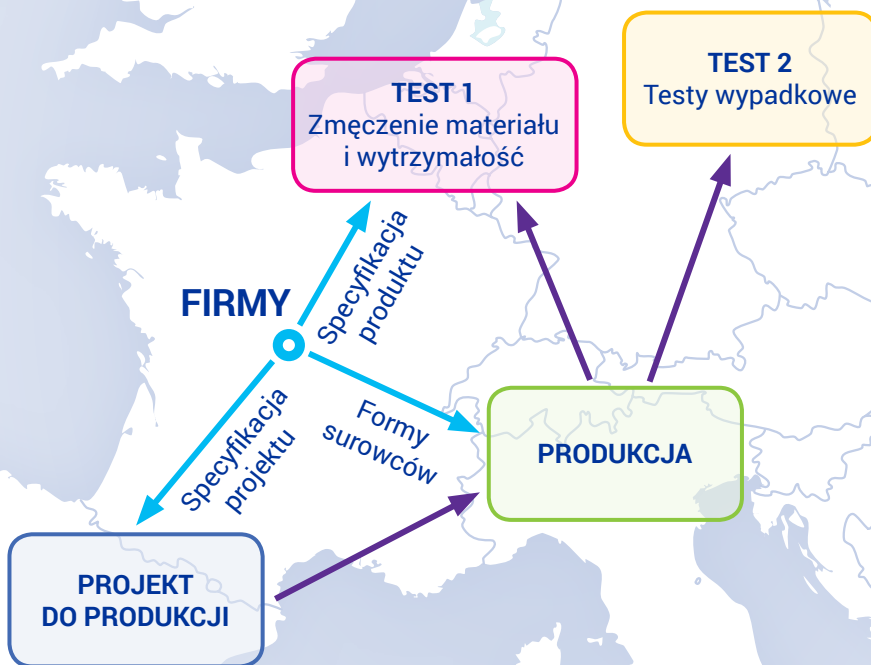 TEST 1
Zmęczenie materiału
i wytrzymałość
TEST 2
Testy wypadkowe
FIRMY
Specyfikacja
produktu
Specyfikacja
projektu
Formy
surowców
PRODUKCJA
PROJEKT
DO PRODUKCJI